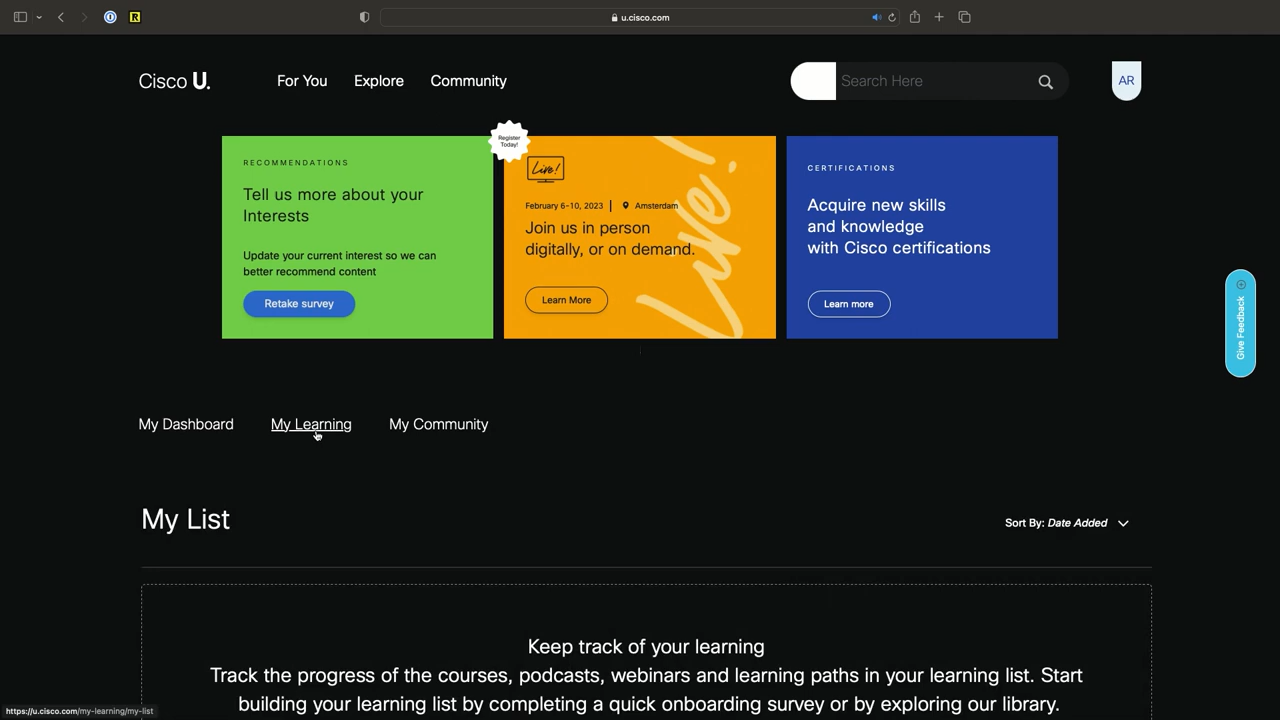 u.cisco.com
Cisco U.
For You
Explore
Community
Search Here
AR
RECOMMENDATIONS
Tell us more about your
Interests
Update your current interest so we can
better recommend content
Retake survey
Register
Today!
Live!
February 6-10, 2023 | Amsterdam
Join us in person
digitally, or on demand.
Learn More
Live!
CERTIFICATIONS
Acquire new skills
and knowledge
with Cisco certifications
Learn more
Give Feedback
My Dashboard
My Learning
My Community
My List
Sort By: Date Added
Keep track of your learning
Track the progress of the courses, podcasts, webinars and learning paths in your learning list. Start
building your learning list by completing a quick onboarding survey or by exploring our library.
https://u.cisco.com/my-learning/my-list